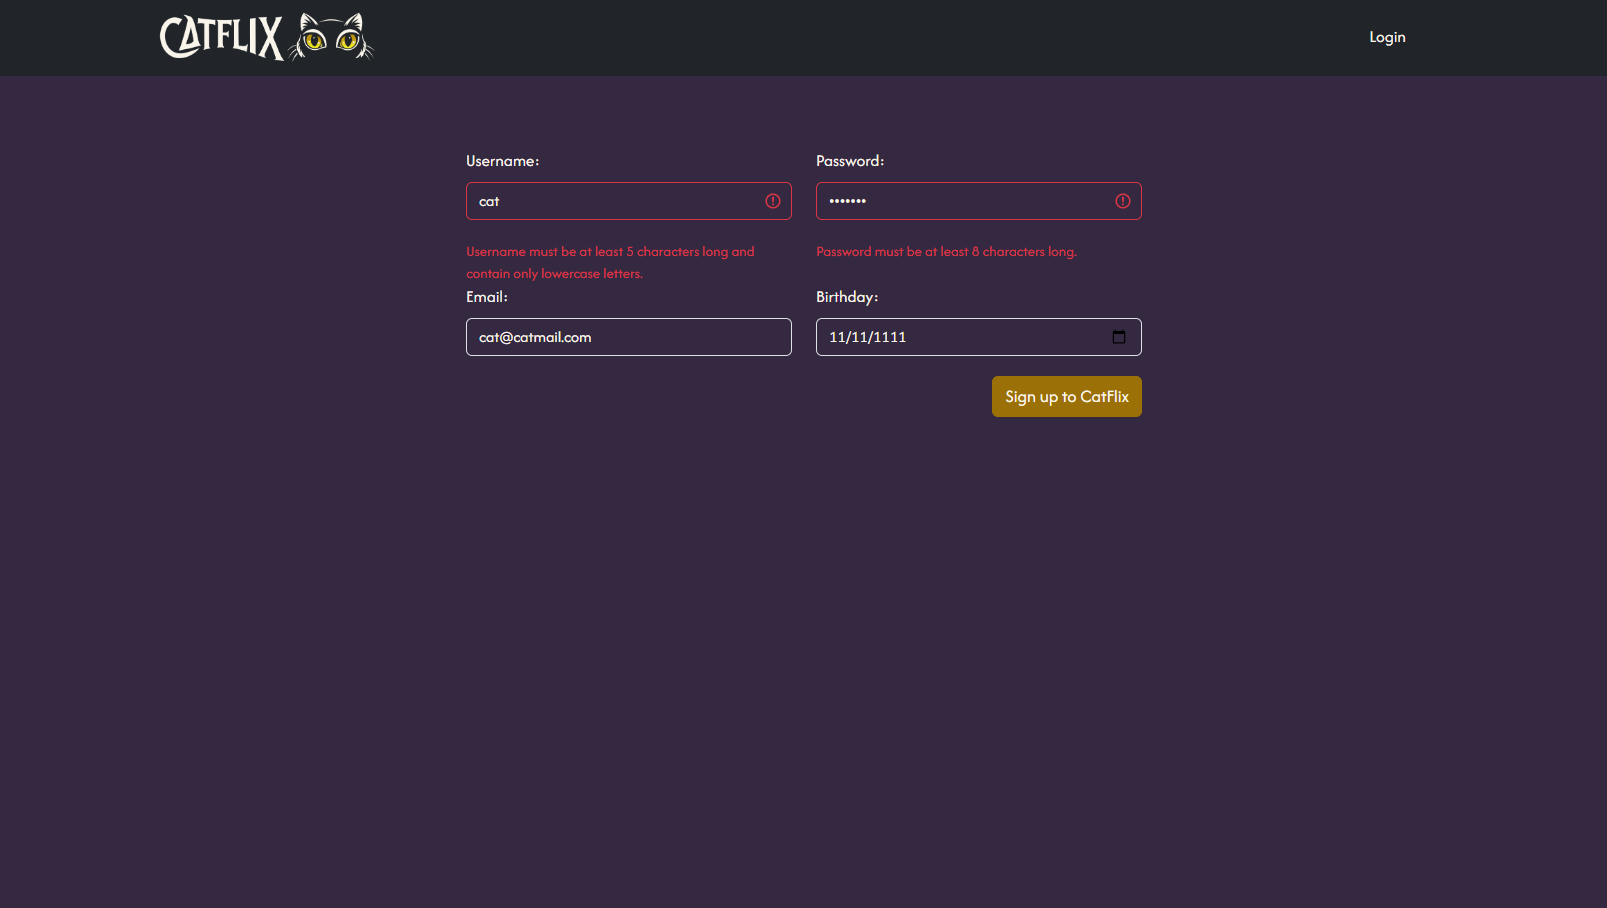 CATFLIX
Login
Username:
Password:
cat
•••••••
Username must be at least 5 characters long and
contain only lowercase letters.
Password must be at least 8 characters long.
Email:
Birthday:
cat@catmail.com
11/11/1111
Sign up to CatFlix